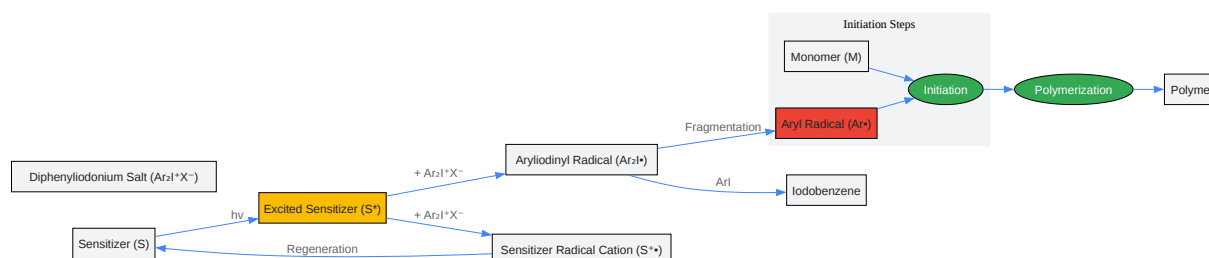 Initiation Steps
Monomer (M)
Initiation
Polymerization
Aryl Radical (Ar•)
Fragmentation
Aryliodinyl Radical (Ar₂I•)
ArI
Iodobenzene
Diphenyliodonium Salt (Ar₂I⁺X⁻)
+ Ar₂I⁺X⁻
Excited Sensitizer (S*)
hν
+ Ar₂I⁺X⁻
Sensitizer (S)
Regeneration
Sensitizer Radical Cation (S⁺•)